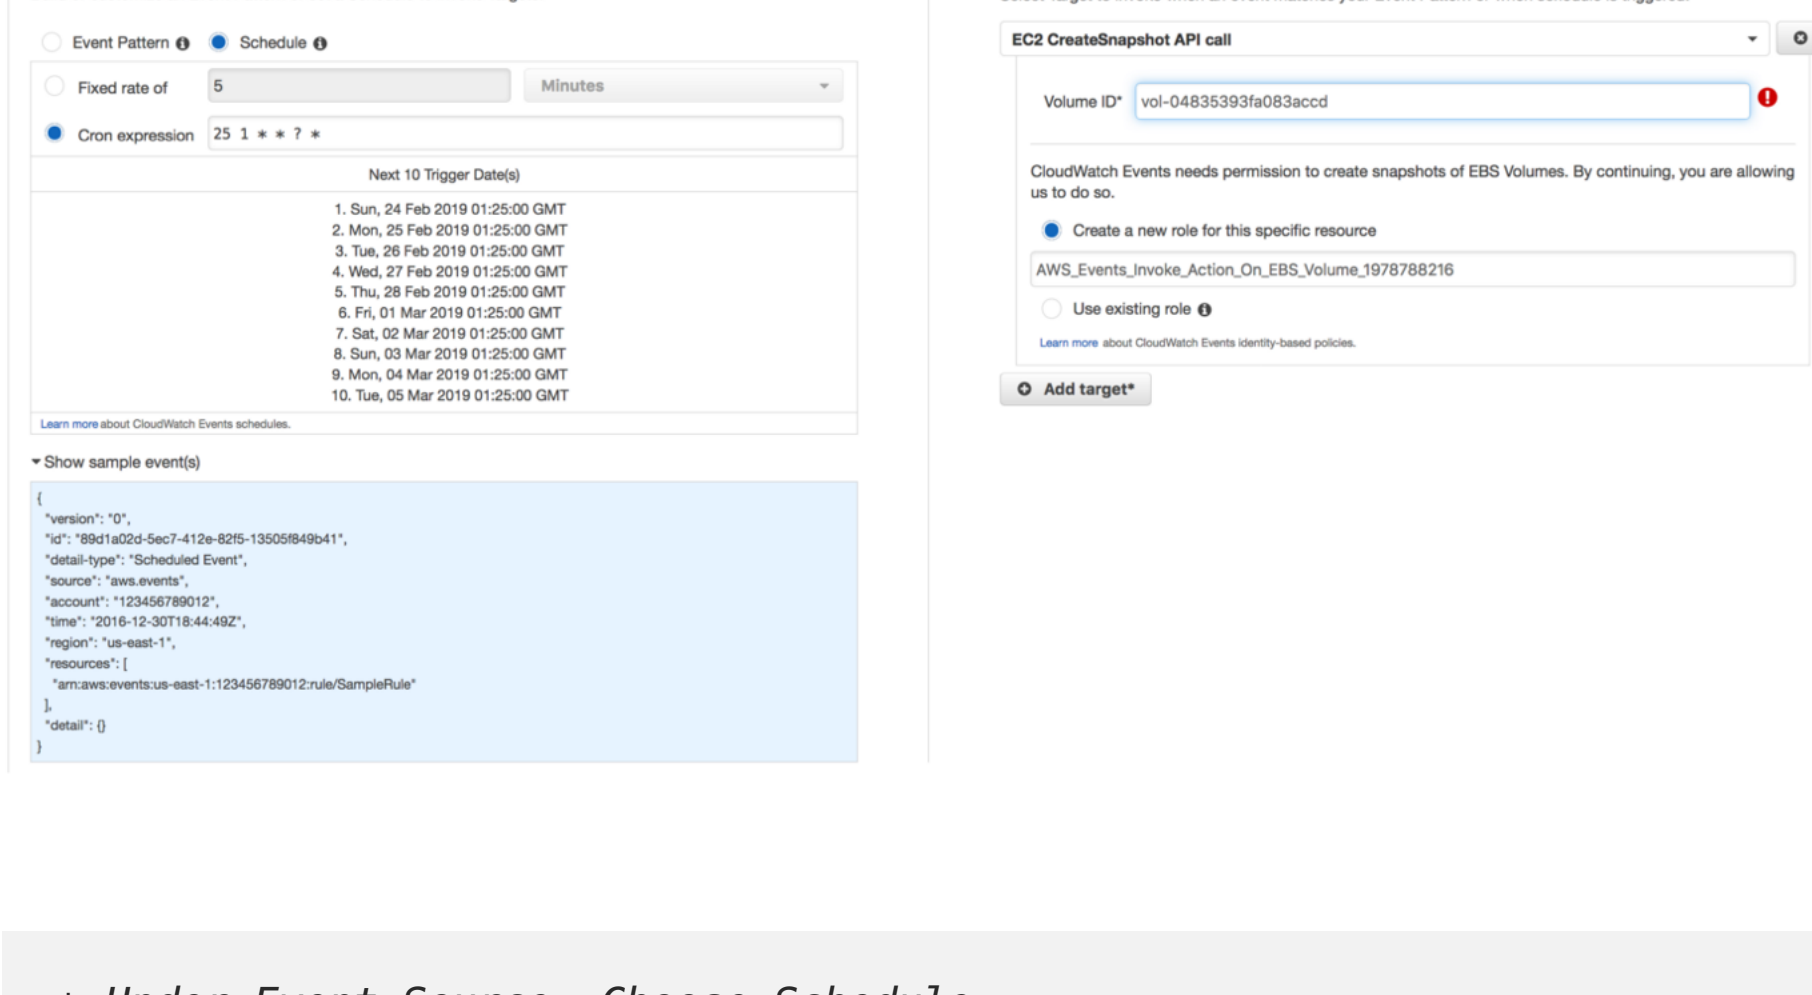 Event Pattern Schedule
Fixed rate of 5 Minutes
Cron expression 25 1 * * ? *
Next 10 Trigger Date(s)
1. Sun, 24 Feb 2019 01:25:00 GMT
2. Mon, 25 Feb 2019 01:25:00 GMT
3. Tue, 26 Feb 2019 01:25:00 GMT
4. Wed, 27 Feb 2019 01:25:00 GMT
5. Thu, 28 Feb 2019 01:25:00 GMT
6. Fri, 01 Mar 2019 01:25:00 GMT
7. Sat, 02 Mar 2019 01:25:00 GMT
8. Sun, 03 Mar 2019 01:25:00 GMT
9. Mon, 04 Mar 2019 01:25:00 GMT
10. Tue, 05 Mar 2019 01:25:00 GMT
Learn more about CloudWatch Events schedules.
Show sample event(s)
{
"version": "0",
"id": "89d1a02d-5ec7-412e-82f5-13505f849b41",
"detail-type": "Scheduled Event",
"source": "aws.events",
"account": "123456789012",
"time": "2016-12-30T18:44:49Z",
"region": "us-east-1",
"resources": [
"arn:aws:events:us-east-1:123456789012:rule/SampleRule"
],
"detail": {}
}
EC2 CreateSnapshot API call
Volume ID* vol-04835393fa083accd
CloudWatch Events needs permission to create snapshots of EBS Volumes. By continuing, you are allowing
us to do so.
Create a new role for this specific resource
AWS_Events_Invoke_Action_On_EBS_Volume_1978788216
Use existing role
Learn more about CloudWatch Events identity-based policies.
Add target*
Under Event Source, Choose Schedule